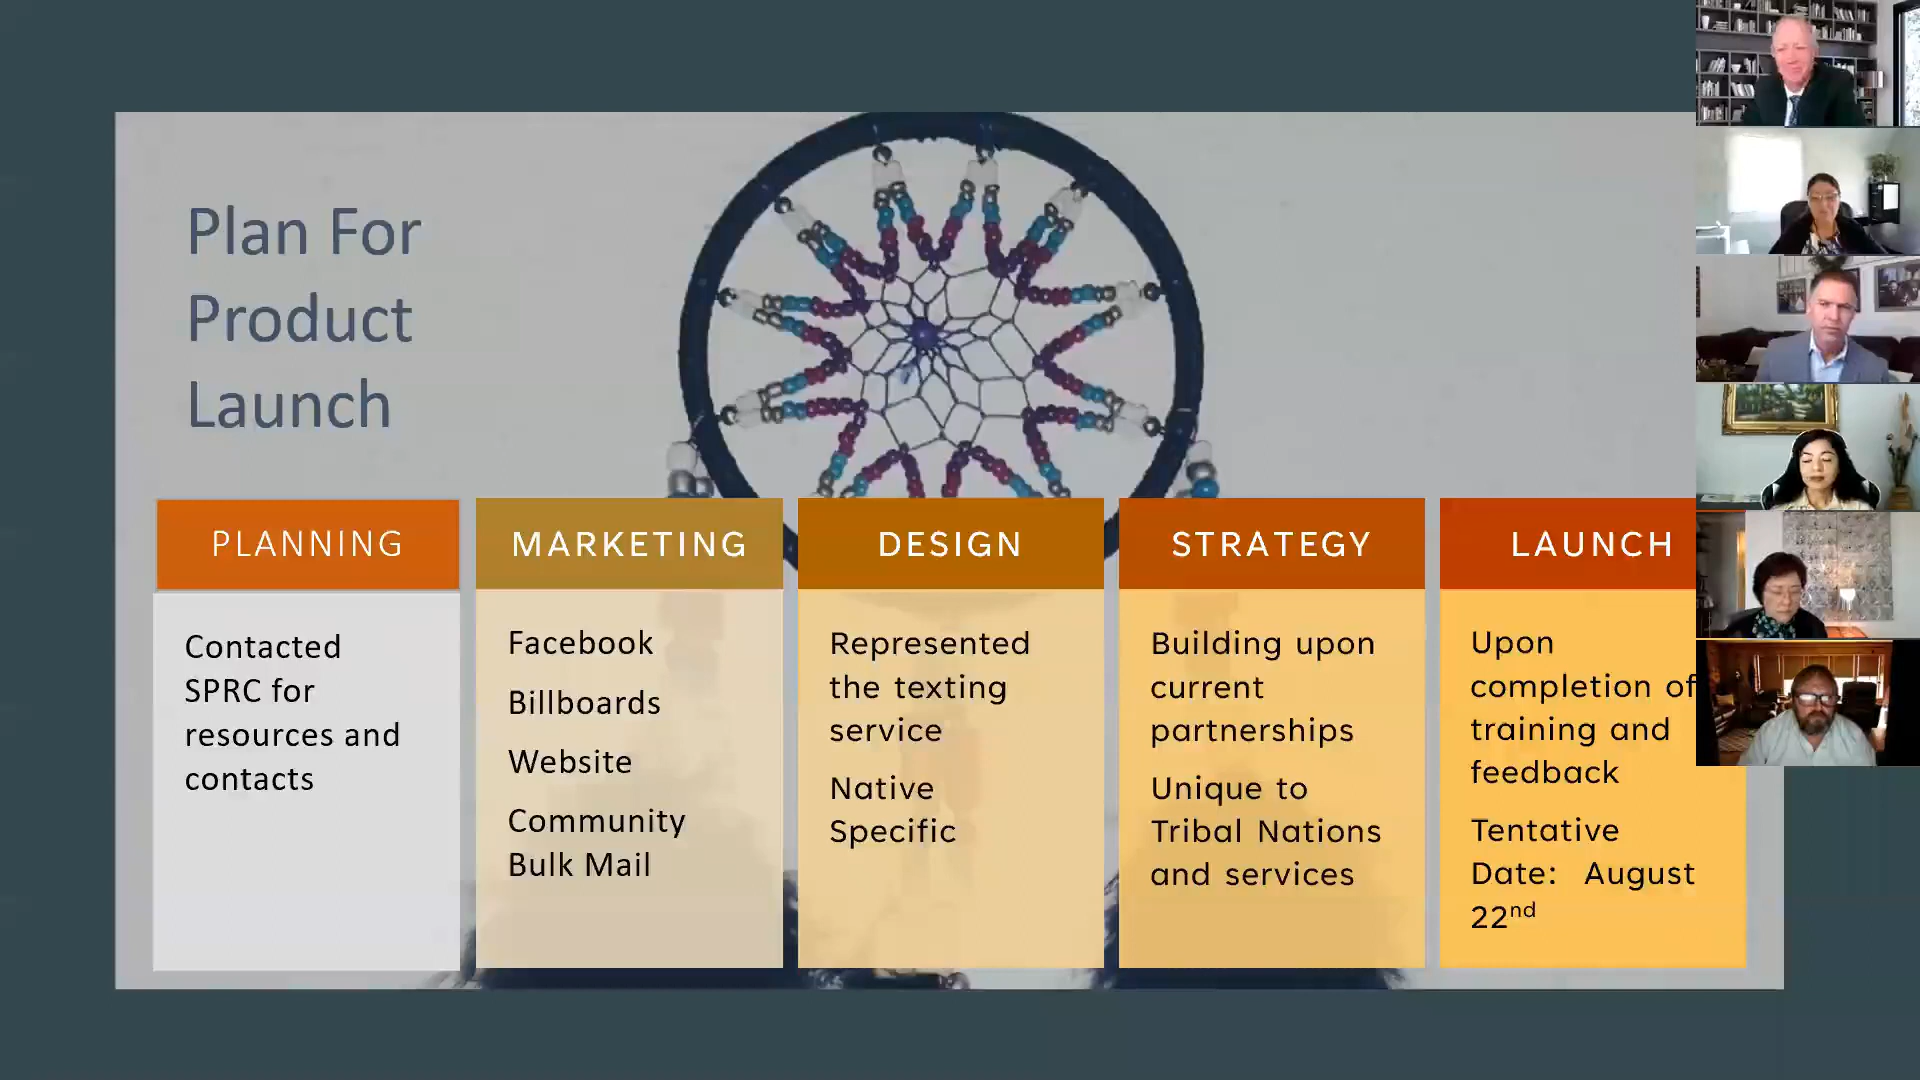 Plan For
Product
Launch
PLANNING
Contacted
SPRC for
resources and
contacts
MARKETING
Facebook
Billboards
Website
Community
Bulk Mail
DESIGN
Represented
the texting
service
Native
Specific
STRATEGY
Building upon
current
partnerships
Unique to
Tribal Nations
and services
LAUNCH
Upon
completion of
training and
feedback
Tentative
Date: August
22nd